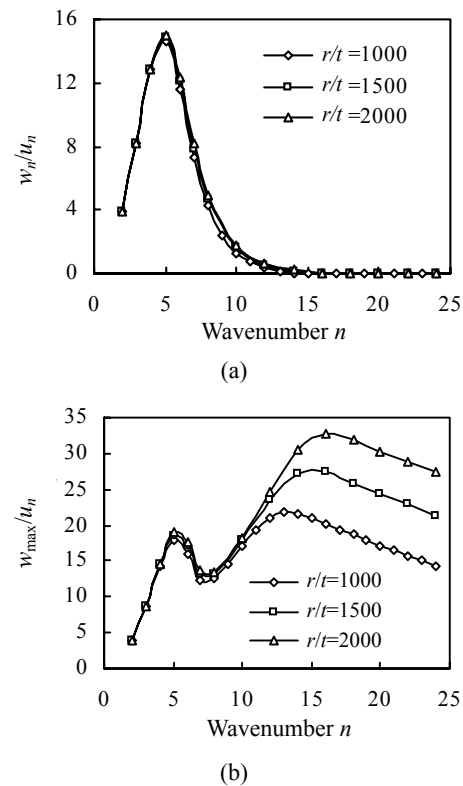 16
12
8
4
0
w_n/u_n
r/t =1000
r/t =1500
r/t =2000
0 5 10 15 20 25
Wavenumber n
(a)
35
30
25
20
15
10
5
0
w_max/u_n
r/t=1000
r/t=1500
r/t=2000
0 5 10 15 20 25
Wavenumber n
(b)